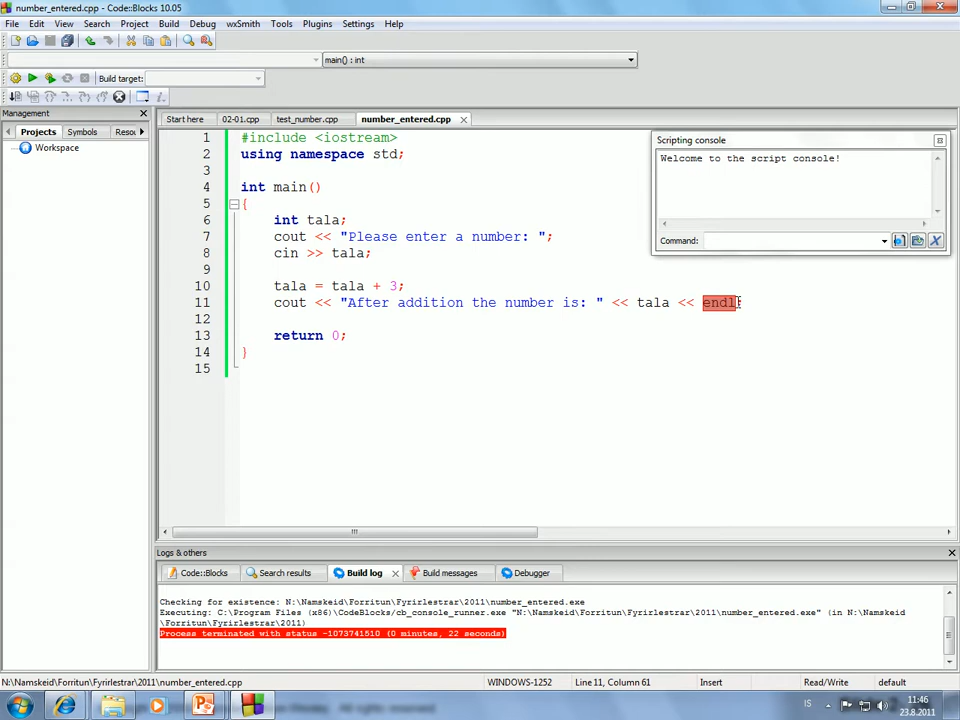 number_entered.cpp - Code::Blocks 10.05
File Edit View Search Project Build Debug wxSmith Tools Plugins Settings Help
main() : int
Build target:
Management
Projects Symbols Resou
Workspace
Start here 02-01.cpp test_number.cpp number_entered.cpp
1 #include <iostream>
2 using namespace std;
3
4 int main()
5 {
6 int tala;
7 cout << "Please enter a number: ";
8 cin >> tala;
9
10 tala = tala + 3;
11 cout << "After addition the number is: " << tala << endl;
12
13 return 0;
14 }
15
Scripting console
Welcome to the script console!
Command:
Logs & others
Code::Blocks Search results Build log Build messages Debugger
Checking for existence: N:\Namskeid\Forritun\Fyrirlestrar\2011\number_entered.exe
Executing: C:\Program Files (x86)\CodeBlocks/cb_console_runner.exe "N:\Namskeid\Forritun\Fyrirlestrar\2011\number_entered.exe" (in N:\Namskeid
\Forritun\Fyrirlestrar\2011)
Process terminated with status -1073741510 (0 minutes, 22 seconds)
N:\Namskeid\Forritun\Fyrirlestrar\2011\number_entered.cpp WINDOWS-1252 Line 11, Column 61 Insert Read/Write default
IS 11:46
23.8.2011